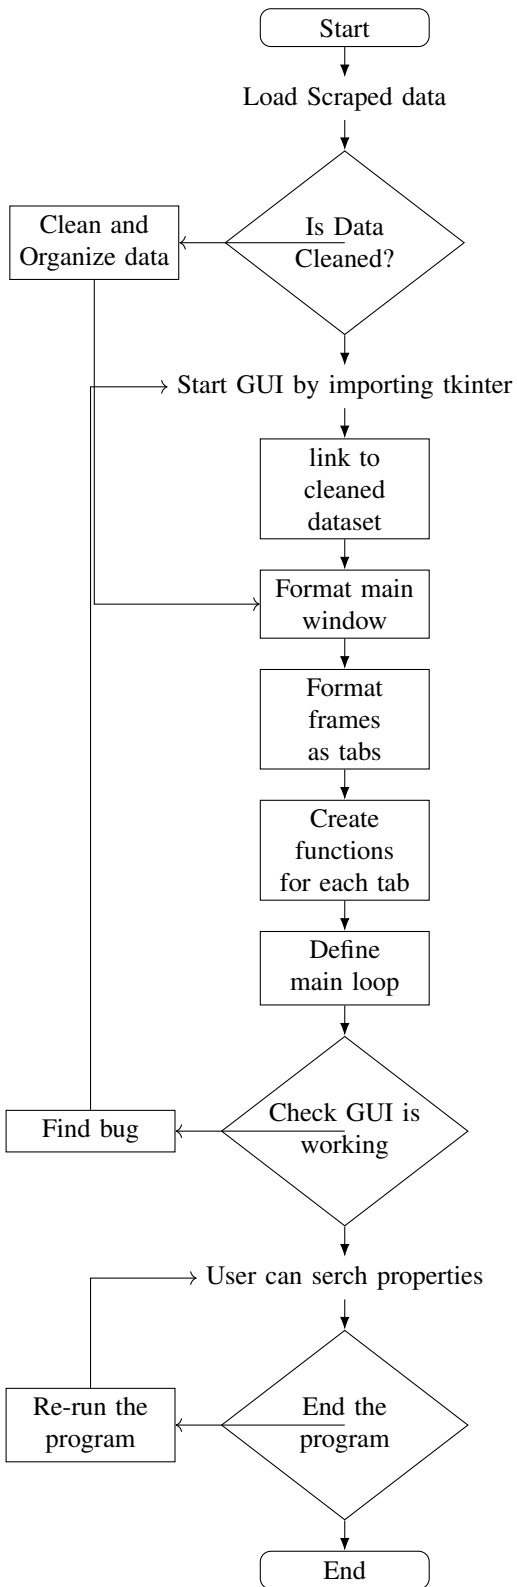 Start
Load Scraped data
Is Data
Cleaned?
Clean and
Organize data
Start GUI by importing tkinter
link to
cleaned
dataset
Format main
window
Format
frames
as tabs
Create
functions
for each tab
Define
main loop
Check GUI is
working
Find bug
User can serch properties
End the
program
Re-run the
program
End